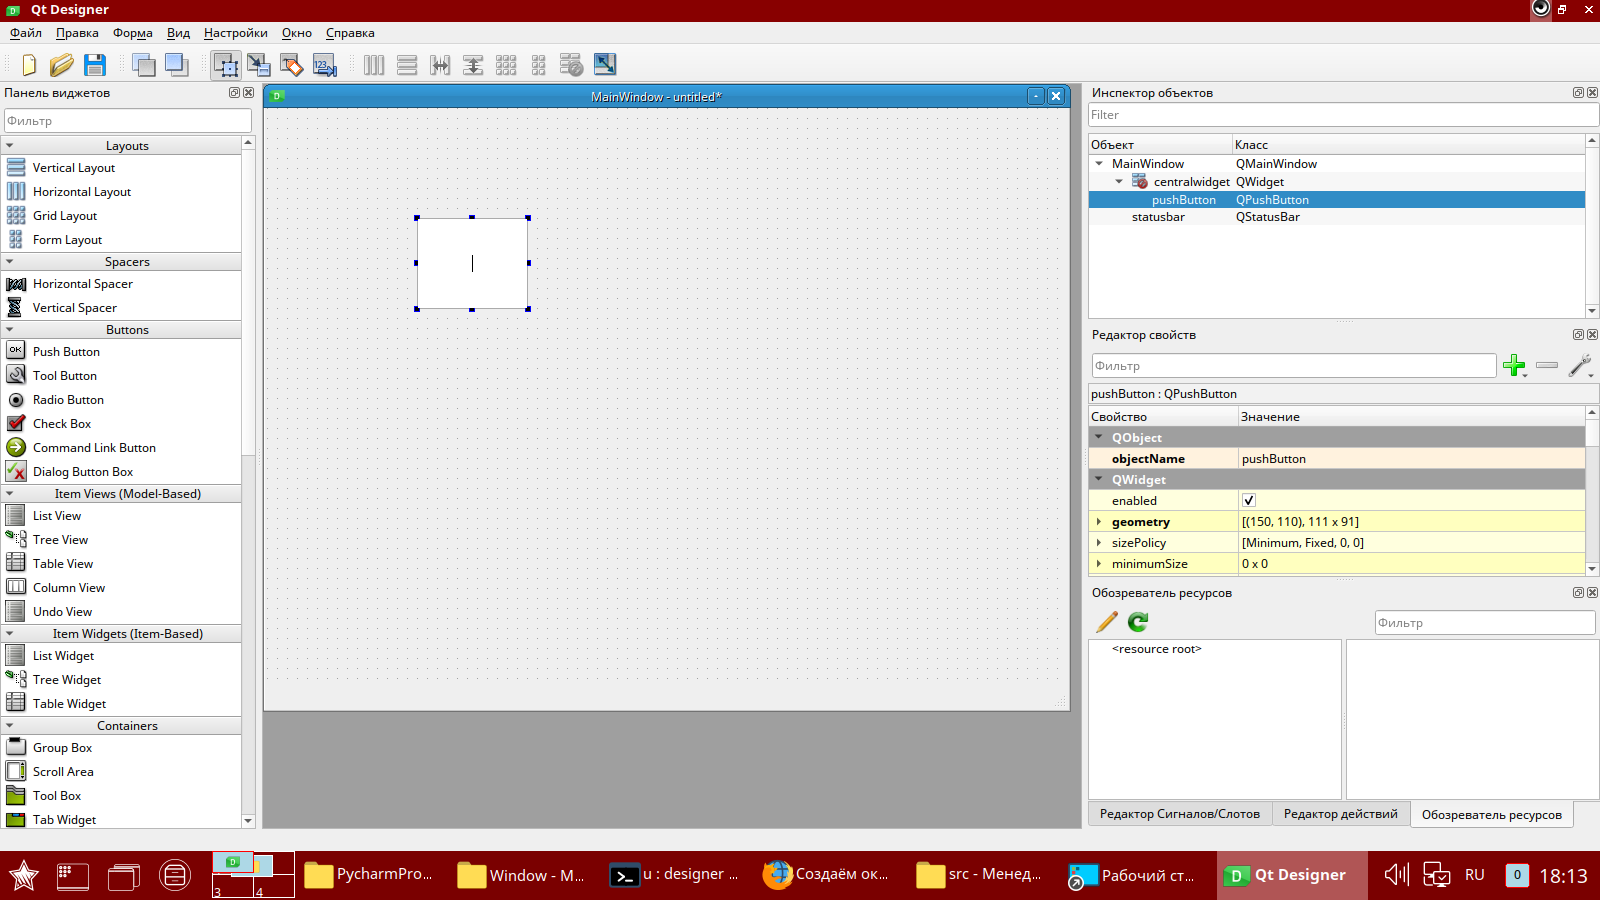 Qt Designer
Файл Правка Форма Вид Настройки Окно Справка
Панель виджетов
Фильтр
Layouts
Vertical Layout
Horizontal Layout
Grid Layout
Form Layout
Spacers
Horizontal Spacer
Vertical Spacer
Buttons
Push Button
Tool Button
Radio Button
Check Box
Command Link Button
Dialog Button Box
Item Views (Model-Based)
List View
Tree View
Table View
Column View
Undo View
Item Widgets (Item-Based)
List Widget
Tree Widget
Table Widget
Containers
Group Box
Scroll Area
Tool Box
Tab Widget
MainWindow - untitled*
Инспектор объектов
Filter
Объект Класс
MainWindow QMainWindow
centralwidget QWidget
pushButton QPushButton
statusbar QStatusBar
Редактор свойств
Фильтр
pushButton : QPushButton
Свойство Значение
QObject
objectName pushButton
QWidget
enabled
geometry [(150, 110), 111 x 91]
sizePolicy [Minimum, Fixed, 0, 0]
minimumSize 0 x 0
Обозреватель ресурсов
Фильтр
<resource root>
Редактор Сигналов/Слотов Редактор действий Обозреватель ресурсов
3 4 PycharmPro... Window - М... u : designer ... Создаём ок... src - Менед... Рабочий ст... Qt Designer RU 0 18:13